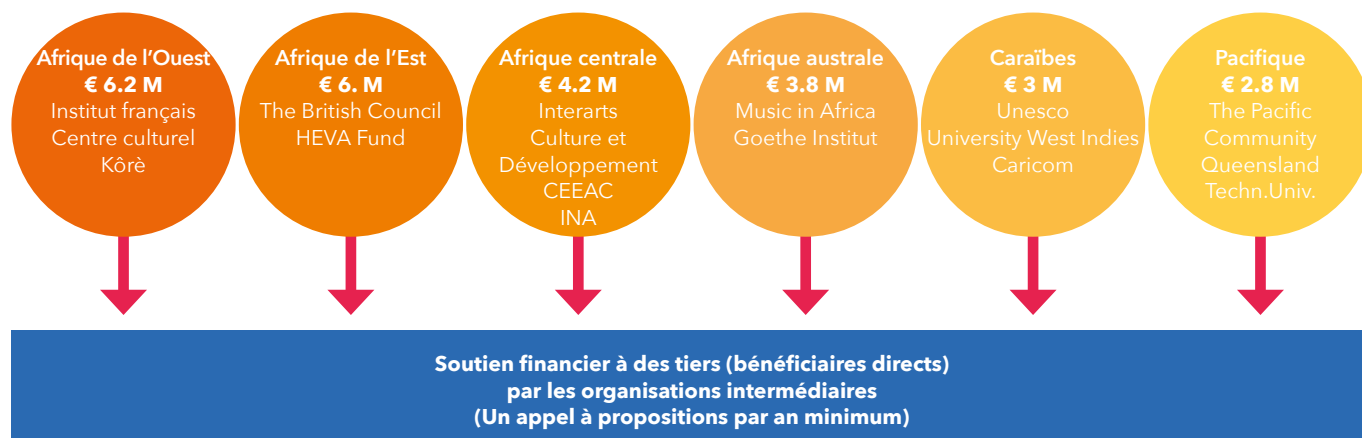 Afrique de l’Ouest
€ 6.2 M
Institut français
Centre culturel
Kôrè
Afrique de l’Est
€ 6. M
The British Council
HEVA Fund
Afrique centrale
€ 4.2 M
Interarts
Culture et
Développement
CEEAC
INA
Afrique australe
€ 3.8 M
Music in Africa
Goethe Institut
Caraïbes
€ 3 M
Unesco
University West Indies
Caricom
Pacifique
€ 2.8 M
The Pacific
Community
Queensland
Techn.Univ.
Soutien financier à des tiers (bénéficiaires directs)
par les organisations intermédiaires
(Un appel à propositions par an minimum)